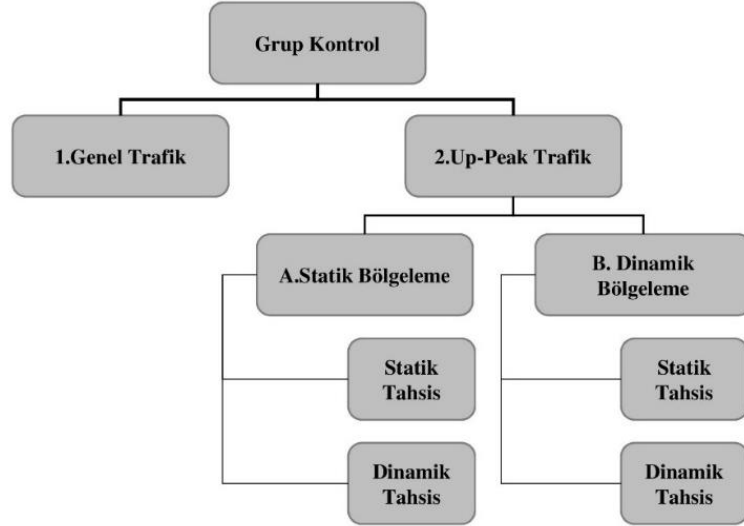 Grup Kontrol
1.Genel Trafik
2.Up-Peak Trafik
A.Statik Bölgeleme
B. Dinamik
Bölgeleme
Statik
Tahsis
Dinamik
Tahsis
Statik
Tahsis
Dinamik
Tahsis